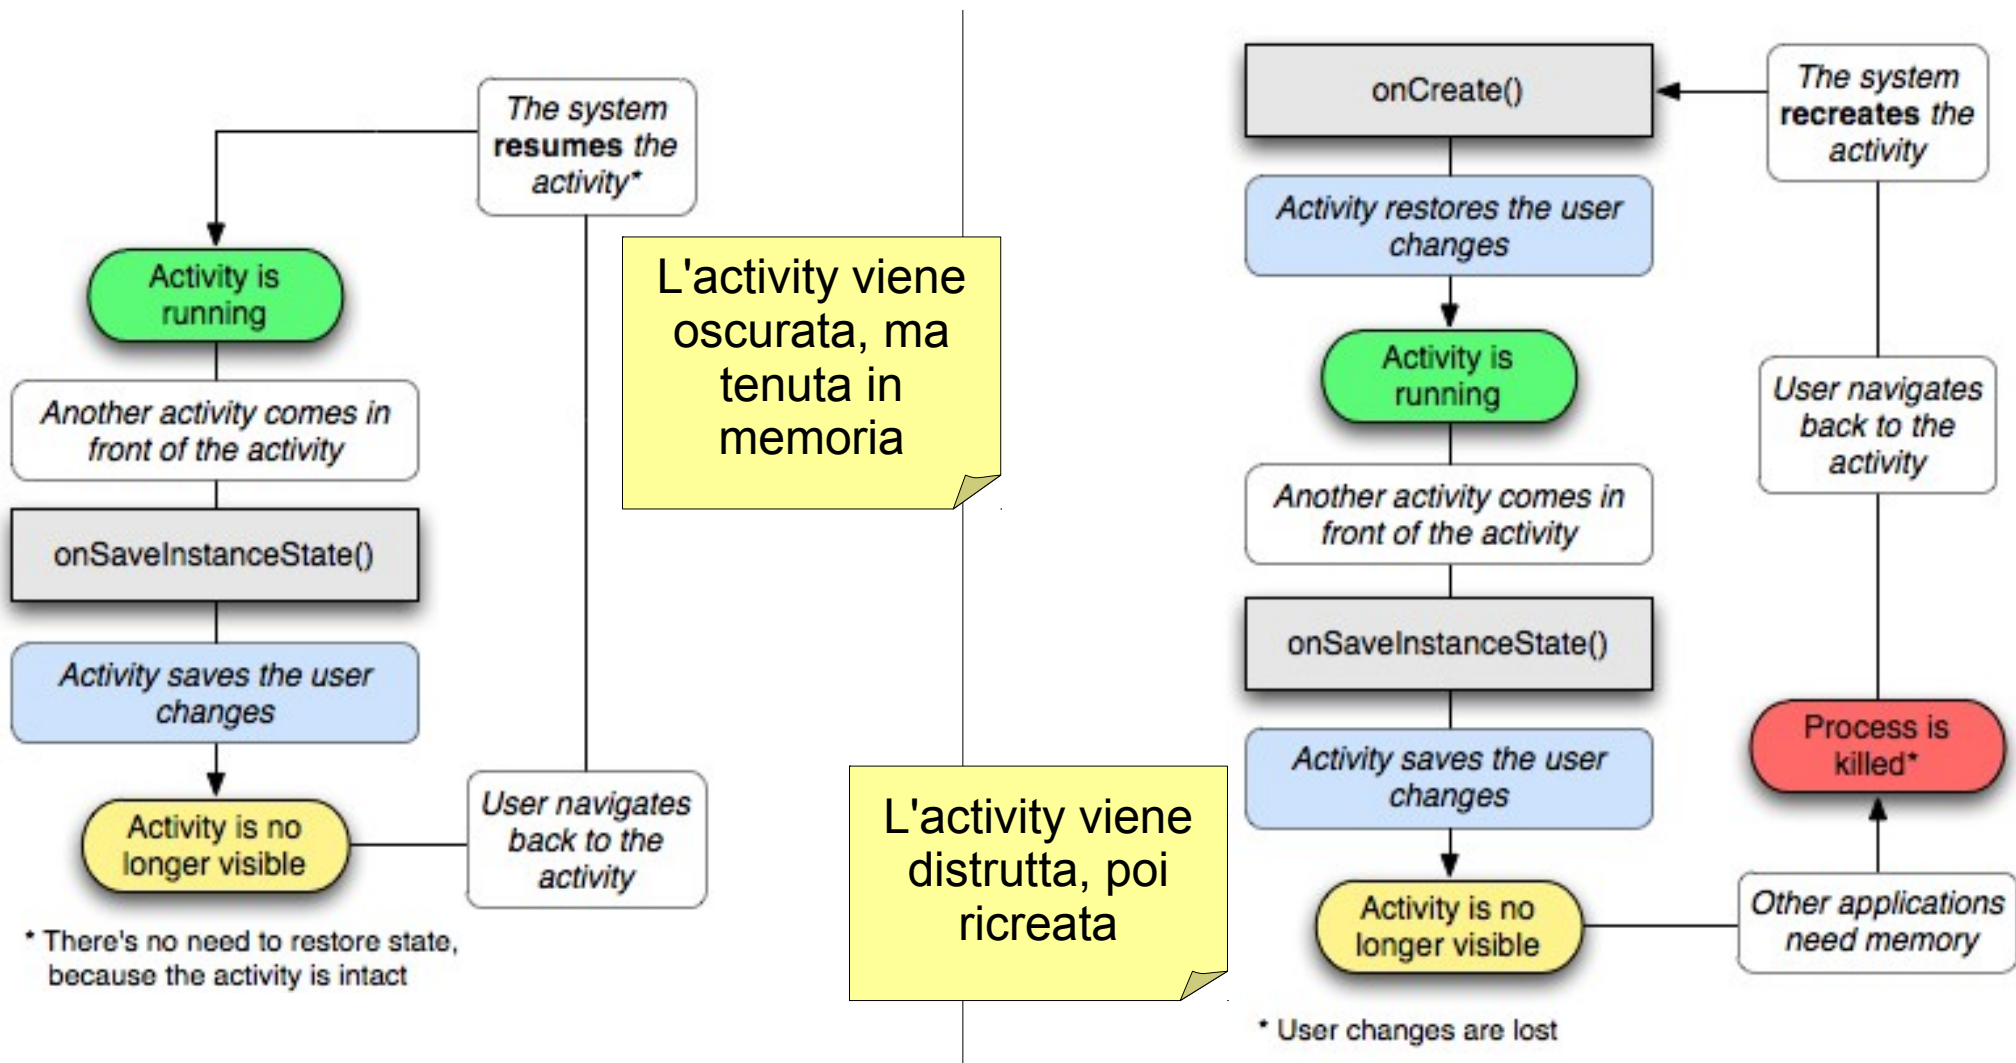 The system
resumes the
activity*
Activity is
running
Another activity comes in
front of the activity
onSaveInstanceState()
Activity saves the user
changes
Activity is no
longer visible
User navigates
back to the
activity
* There's no need to restore state,
because the activity is intact
L'activity viene
oscurata, ma
tenuta in
memoria
L'activity viene
distrutta, poi
ricreata
onCreate()
The system
recreates the
activity
Activity restores the user
changes
Activity is
running
User navigates
back to the
activity
Another activity comes in
front of the activity
onSaveInstanceState()
Activity saves the user
changes
Process is
killed*
Activity is no
longer visible
Other applications
need memory
* User changes are lost